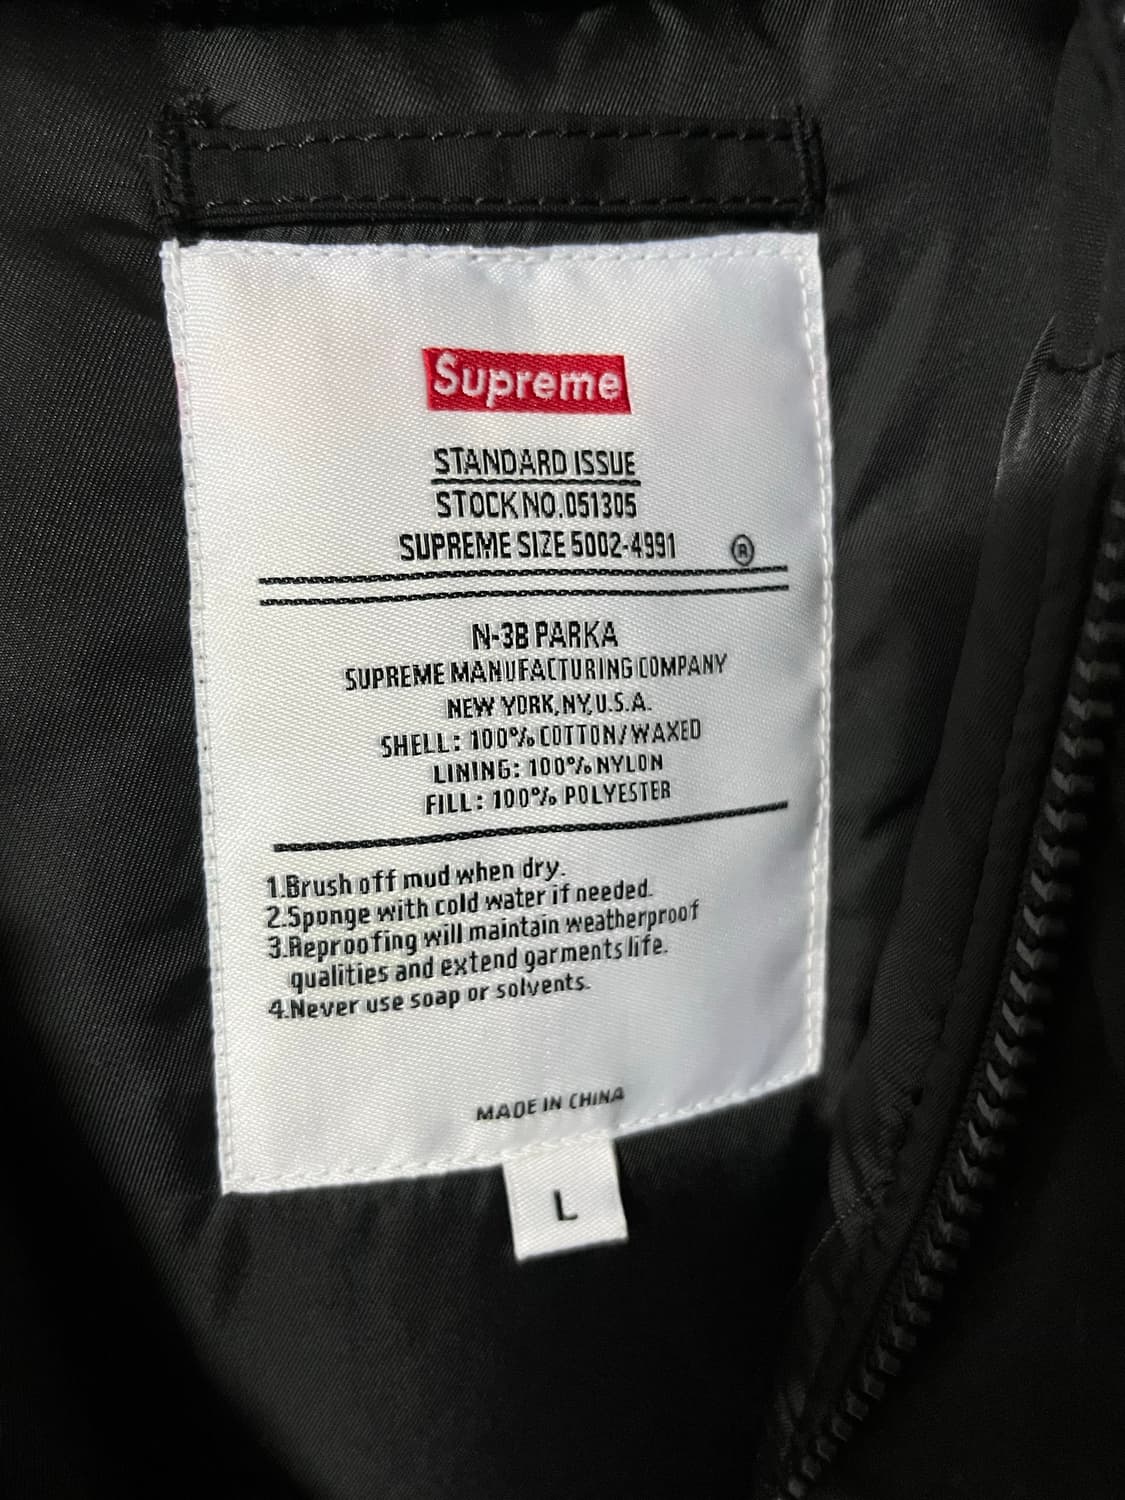 Supreme
STANDARD ISSUE
STOCK NO. 051305
SUPREME SIZE 5002-4991 ®
N-3B PARKA
SUPREME MANUFACTURING COMPANY
NEW YORK, NY, U.S.A.
SHELL: 100% COTTON/WAXED
LINING: 100% NYLON
FILL: 100% POLYESTER
1.Brush off mud when dry.
2.Sponge with cold water if needed.
3.Reproofing will maintain weatherproof
qualities and extend garments life.
4.Never use soap or solvents.
MADE IN CHINA
L